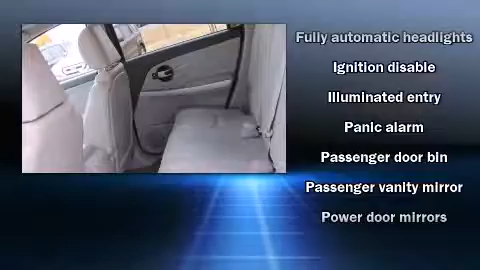 Fully automatic headlights
Ignition disable
Illuminated entry
Panic alarm
Passenger door bin
Passenger vanity mirror
Power door mirrors